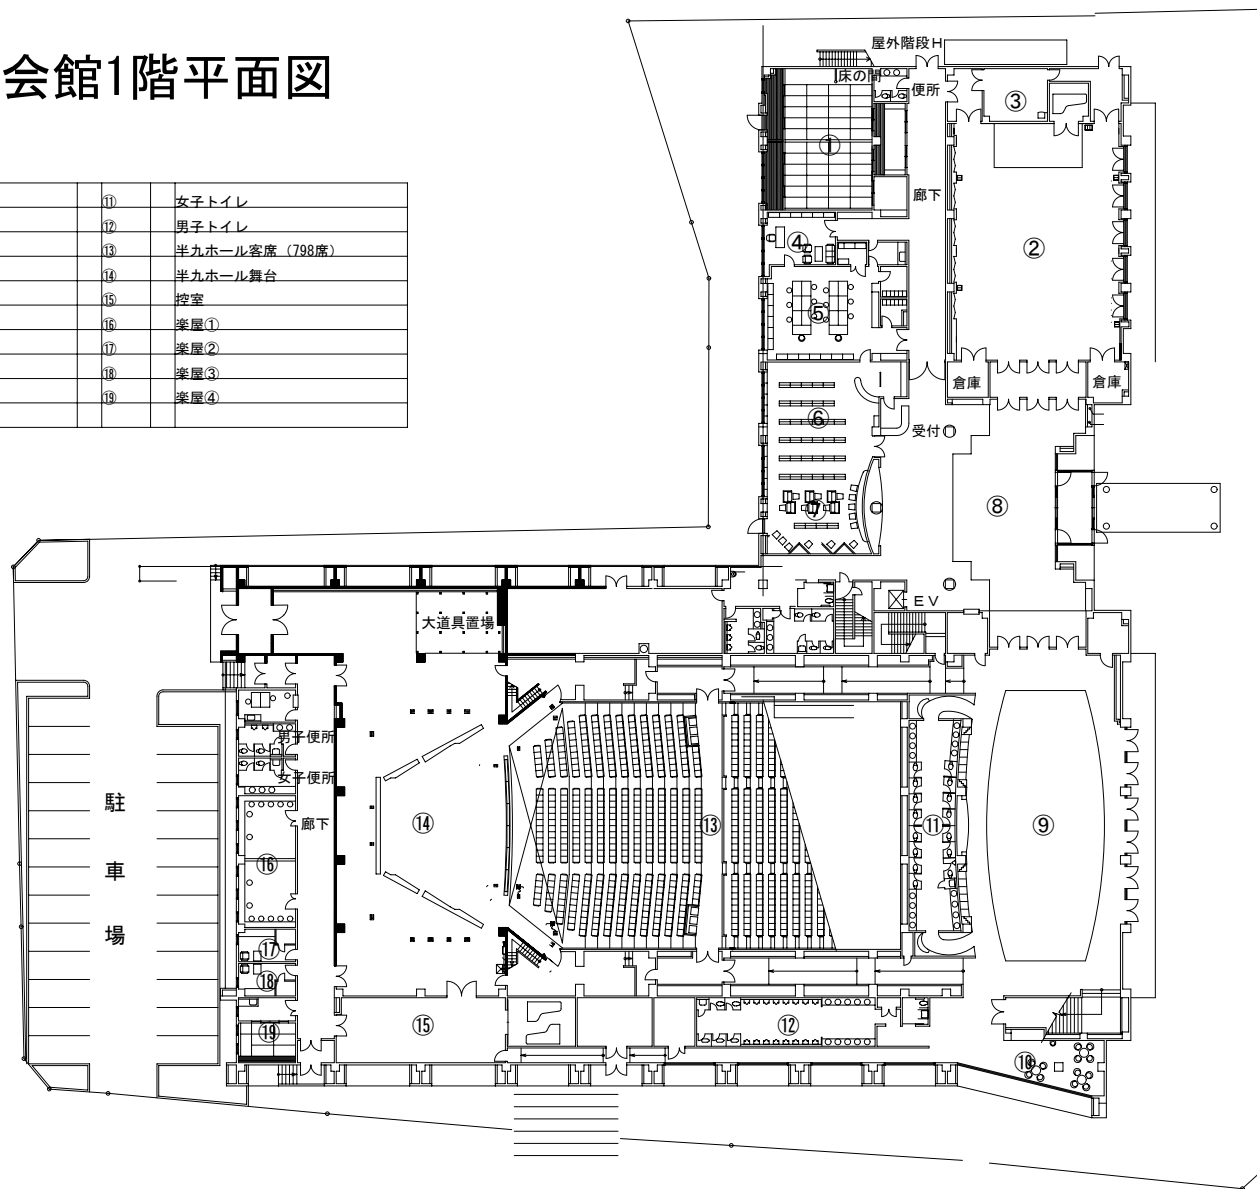 会館1階平面図
⑪ 女子トイレ
⑫ 男子トイレ
⑬ 半九ホール客席（798席）
⑭ 半九ホール舞台
⑮ 控室
⑯ 楽屋①
⑰ 楽屋②
⑱ 楽屋③
⑲ 楽屋④
屋外階段H
床の間
便所
③
①
廊下
④
②
⑤
倉庫
倉庫
⑥
受付
⑦
⑧
EV
大道具置場
男子便所
女子便所
駐車場
廊下
⑭
⑬
⑪
⑨
⑯
⑰
⑱
⑲
⑮
⑫
⑩